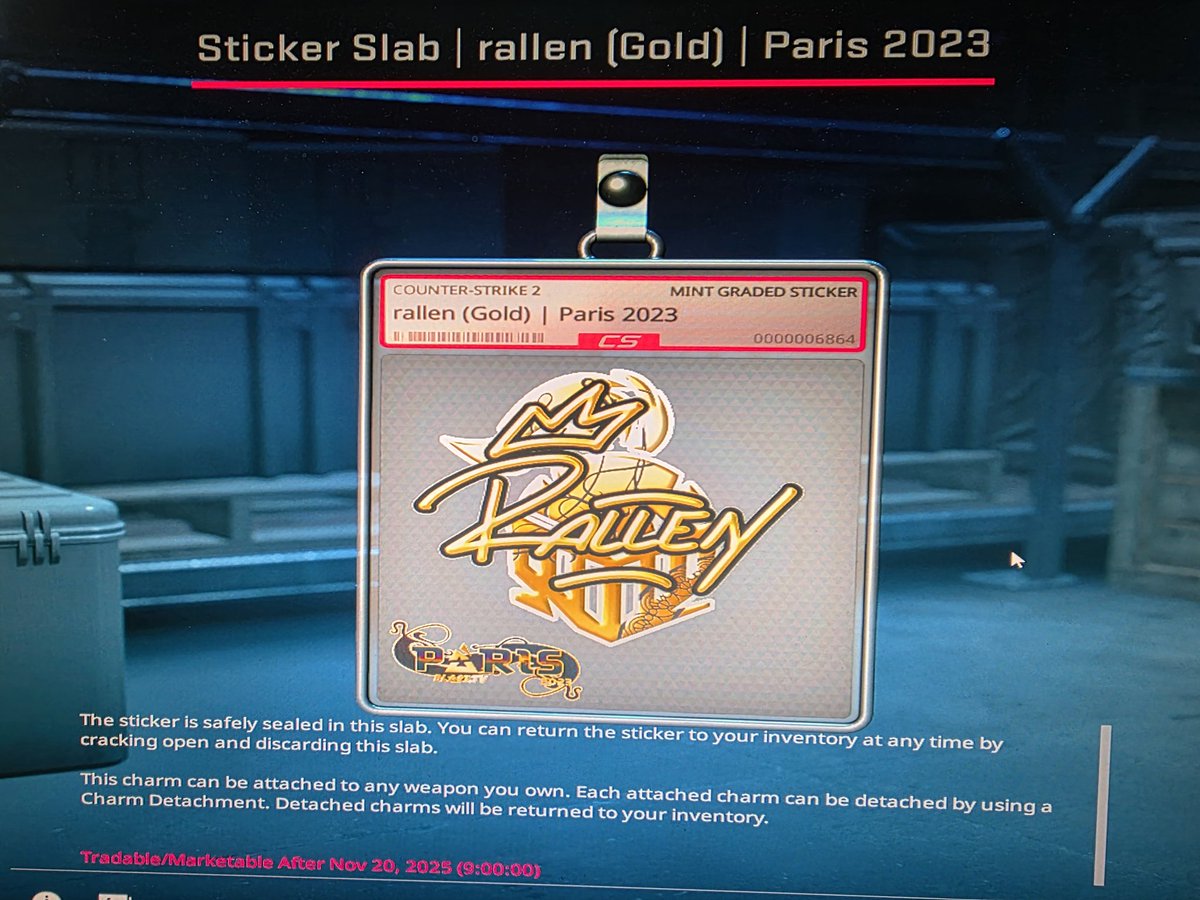 Sticker Slab | rallen (Gold) | Paris 2023
COUNTER-STRIKE 2 MINT GRADED STICKER
rallen (Gold) | Paris 2023
CS 0000006864
RALLEN
PARIS
2023
The sticker is safely sealed in this slab. You can return the sticker to your inventory at any time by
cracking open and discarding this slab.
This charm can be attached to any weapon you own. Each attached charm can be detached by using a
Charm Detachment. Detached charms will be returned to your inventory.
Tradable/Marketable After Nov 20, 2025 (9:00:00)